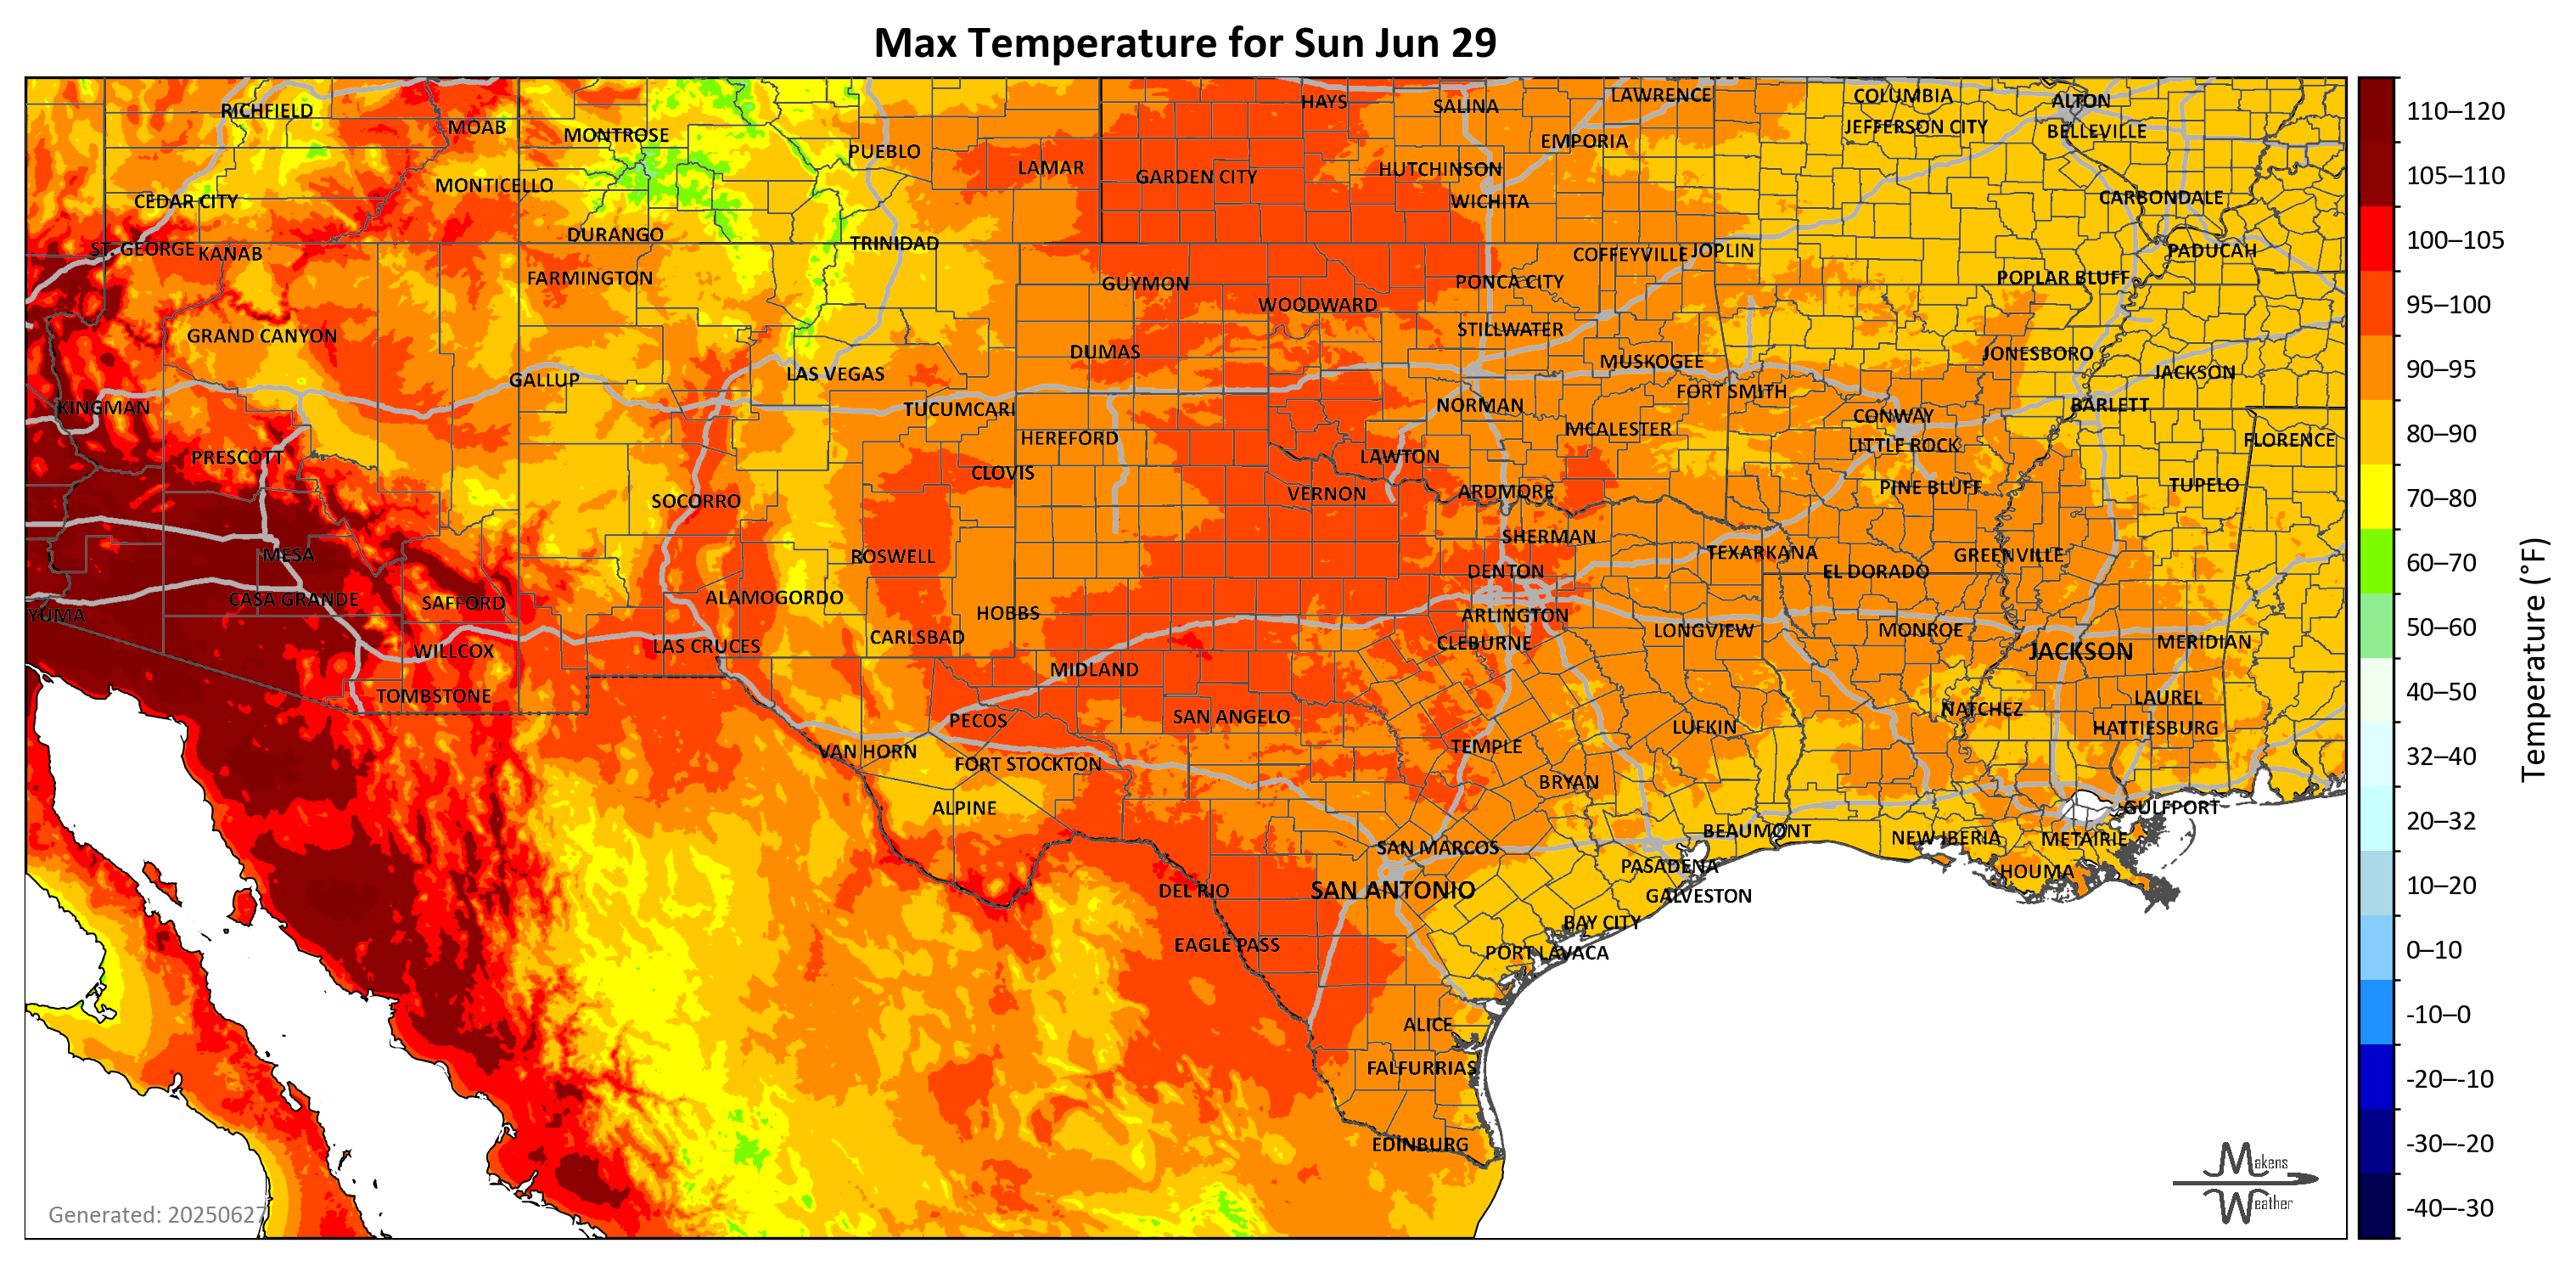 Max Temperature for Sun Jun 29
RICHFIELD
MOAB
MONTROSE
PUEBLO
LAMAR
HAYS
SALINA
LAWRENCE
COLUMBIA
ALTON
JEFFERSON CITY
BELLEVILLE
EMPORIA
GARDEN CITY
HUTCHINSON
MONTICELLO
CEDAR CITY
WICHITA
CARBONDALE
DURANGO
TRINIDAD
ST. GEORGE
KANAB
COFFEYVILLE
JOPLIN
PADUCAH
FARMINGTON
GUYMON
PONCA CITY
POPLAR BLUFF
WOODWARD
GRAND CANYON
STILLWATER
DUMAS
MUSKOGEE
JONESBORO
GALLUP
LAS VEGAS
JACKSON
FORT SMITH
KINGMAN
TUCUMCARI
NORMAN
CONWAY
BARLETT
HEREFORD
MCALESTER
LITTLE ROCK
FLORENCE
PRESCOTT
CLOVIS
LAWTON
SOCORRO
VERNON
ARDMORE
PINE BLUFF
TUPELO
SHERMAN
MESA
ROSWELL
TEXARKANA
GREENVILLE
DENTON
EL DORADO
CASA GRANDE
SAFFORD
ALAMOGORDO
YUMA
HOBBS
ARLINGTON
WILLCOX
LAS CRUCES
CARLSBAD
CLEBURNE
LONGVIEW
MONROE
JACKSON
MERIDIAN
MIDLAND
TOMBSTONE
PECOS
SAN ANGELO
NATCHEZ
LAUREL
LUFKIN
HATTIESBURG
VAN HORN
FORT STOCKTON
TEMPLE
BRYAN
ALPINE
GULFPORT
BEAUMONT
NEW IBERIA
METAIRIE
SAN MARCOS
PASADENA
HOUMA
DEL RIO
SAN ANTONIO
GALVESTON
BAY CITY
EAGLE PASS
PORT LAVACA
ALICE
FALFURRIAS
EDINBURG
Generated: 20250627
Makens
Weather
110–120
105–110
100–105
95–100
90–95
80–90
70–80
60–70
50–60
40–50
32–40
20–32
10–20
0–10
-10–0
-20–-10
-30–-20
-40–-30
Temperature (°F)